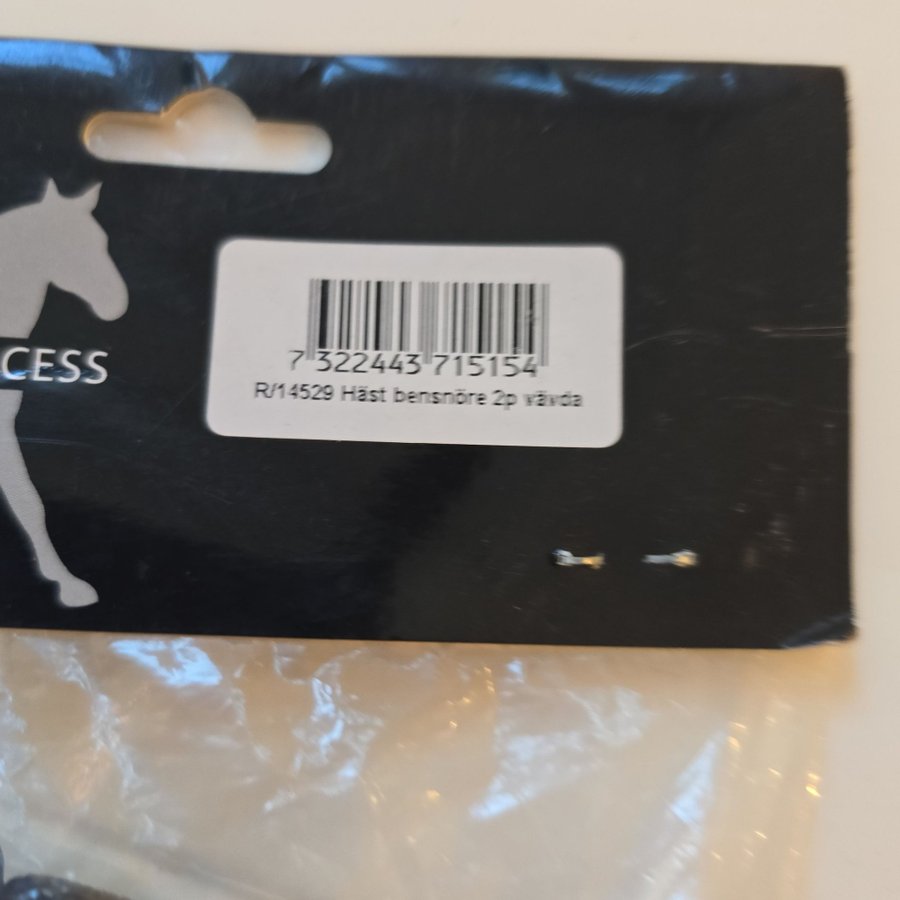 CESS
7 322443 715154
R/14529 Häst bensnöre 2p vävda